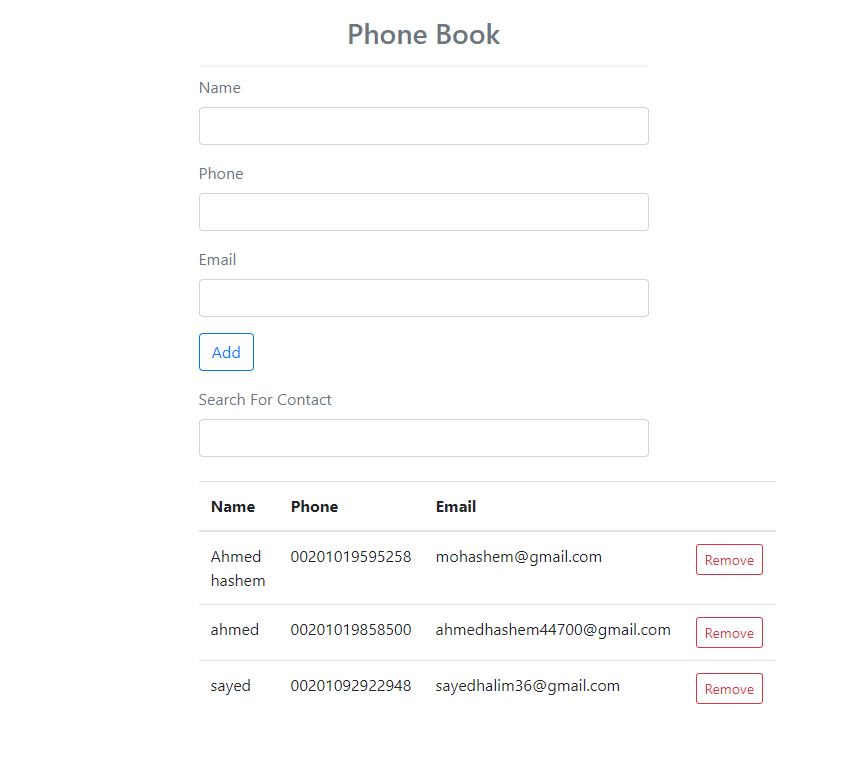 Phone Book
Name
Phone
Email
Add
Search For Contact
Name Phone Email
Ahmed 00201019595258 mohashem@gmail.com Remove
hashem
ahmed 00201019858500 ahmedhashem44700@gmail.com Remove
sayed 00201092922948 sayedhalim36@gmail.com Remove